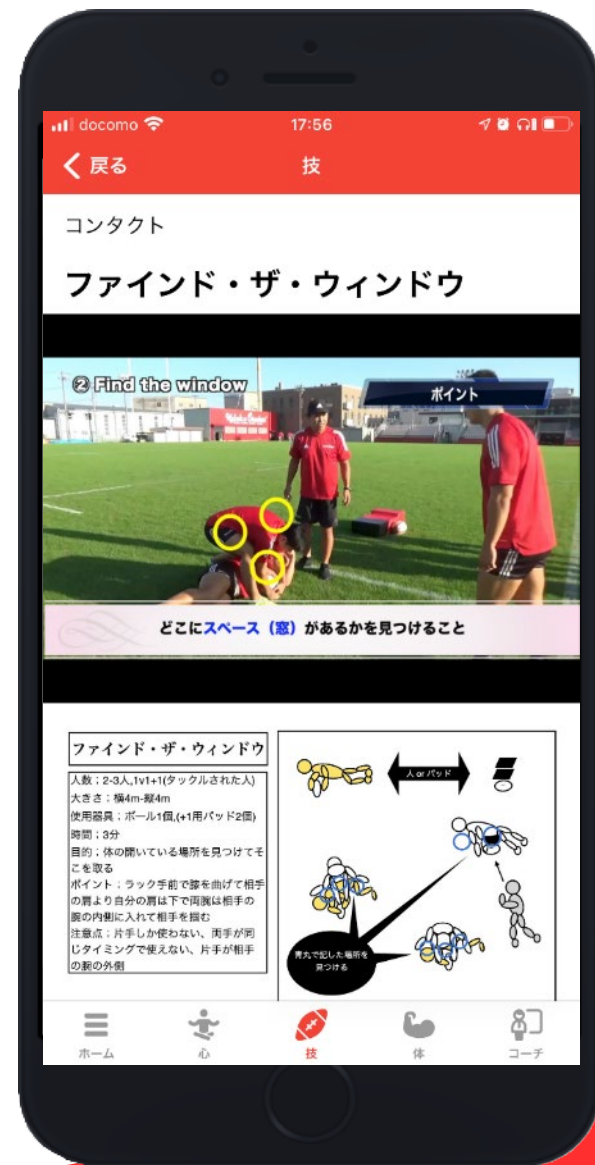 docomo
17:56
戻る
技
コンタクト
ファインド・ザ・ウィンドウ
② Find the window
ポイント
どこにスペース（窓）があるかを見つけること
ファインド・ザ・ウィンドウ
人数；2-3人,1v1+1(タックルされた人)
大きさ；横4m-縦4m
使用器具；ボール1個,(+1用パッド2個)
時間；3分
目的；体の開いている場所を見つけてそ
こを取る
ポイント；ラック手前で膝を曲げて相手
の肩より自分の肩は下で両腕は相手の
腕の内側に入れて相手を掴む
注意点；片手しか使わない、両手が同
じタイミングで使えない、片手が相手
の腕の外側
人 or パッド
青丸で記した場所を
見つける
ホーム
心
技
体
コーチ